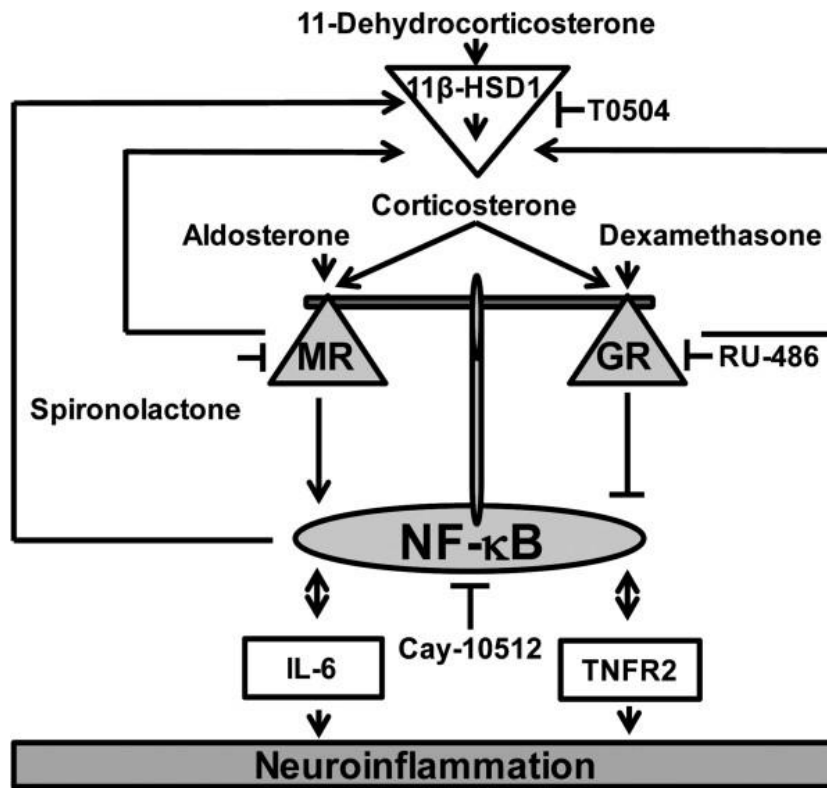 11-Dehydrocorticosterone
11β-HSD1
T0504
Corticosterone
Aldosterone
Dexamethasone
MR
GR
RU-486
Spironolactone
NF-κB
Cay-10512
IL-6
TNFR2
Neuroinflammation